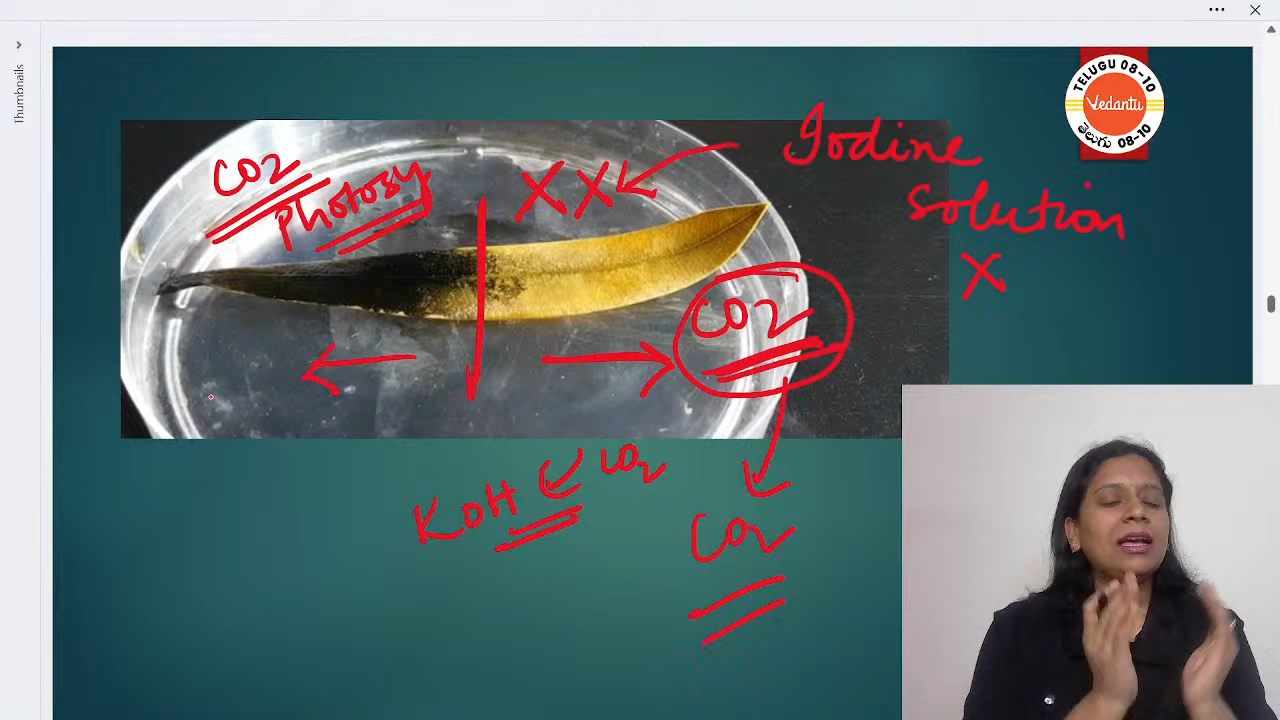 Thumbnails
TELUGU 08-10
Vedantu
తెలుగు 08-10
Iodine
Solution
X
CO2
Photosy
XX
CO2
KOH CO2
CO2